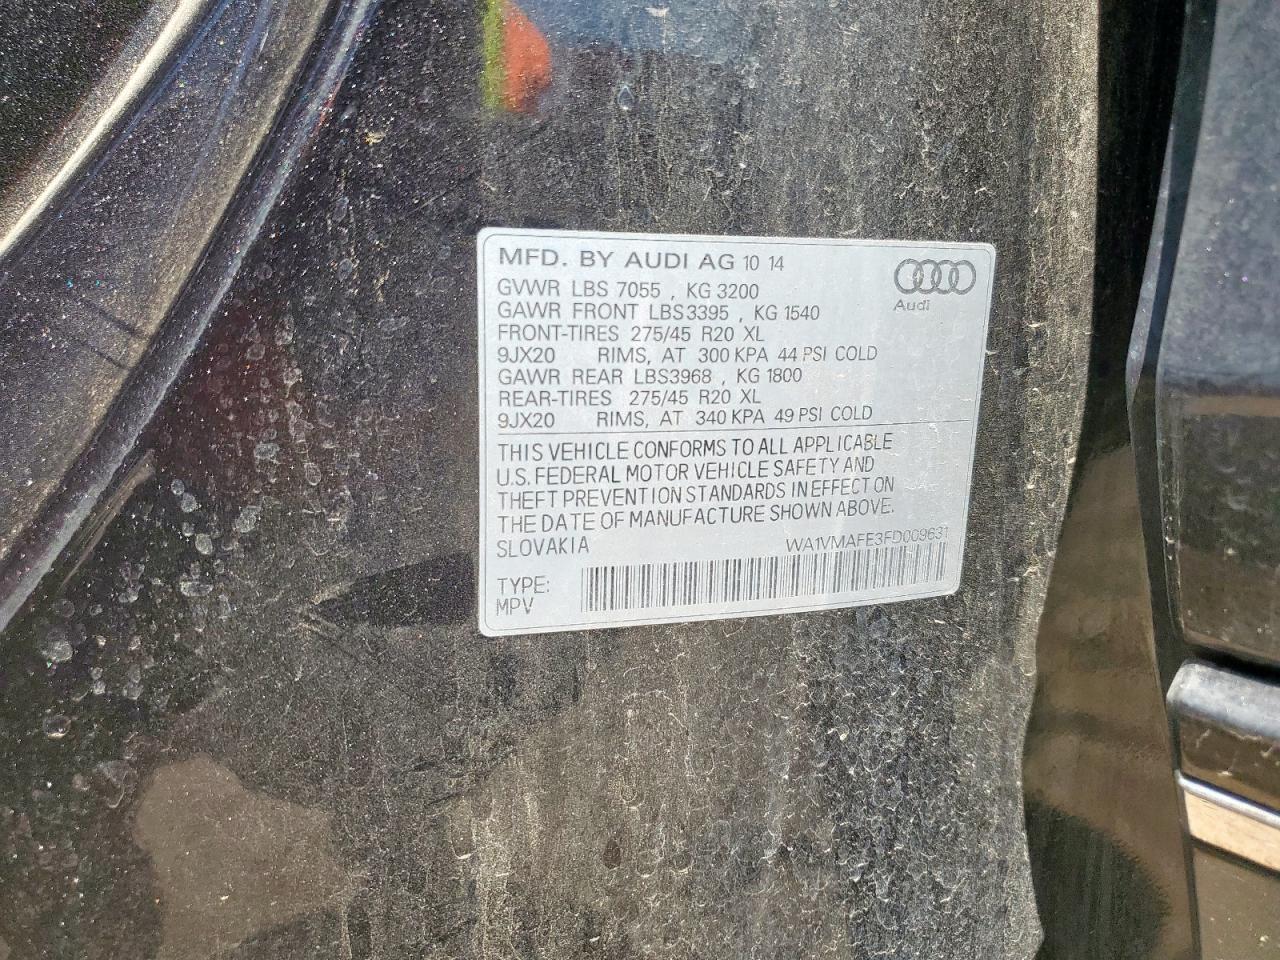 MFD. BY AUDI AG 10 14
GVWR LBS 7055 , KG 3200
GAWR FRONT LBS3395 , KG 1540
FRONT-TIRES 275/45 R20 XL
9JX20 RIMS, AT 300 KPA 44 PSI COLD
GAWR REAR LBS3968 , KG 1800
REAR-TIRES 275/45 R20 XL
9JX20 RIMS, AT 340 KPA 49 PSI COLD
Audi
THIS VEHICLE CONFORMS TO ALL APPLICABLE
U.S. FEDERAL MOTOR VEHICLE SAFETY AND
THEFT PREVENTION STANDARDS IN EFFECT ON
THE DATE OF MANUFACTURE SHOWN ABOVE.
SLOVAKIA WA1VMAFE3FD009631
TYPE:
MPV